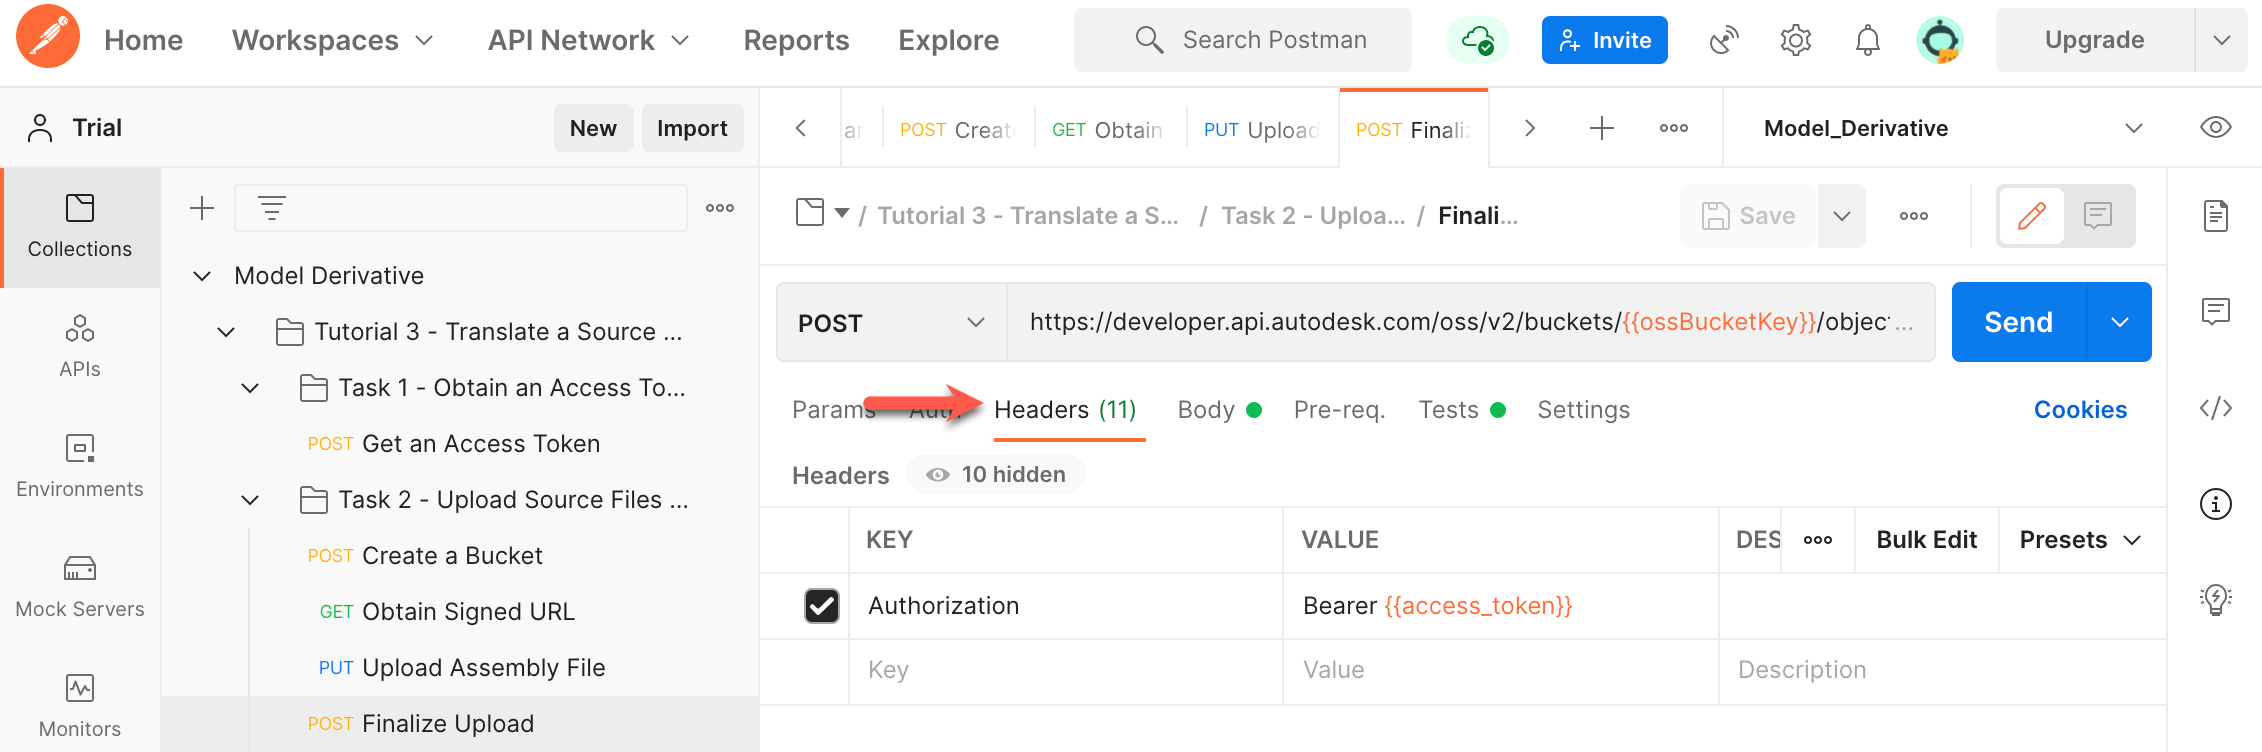 Home Workspaces API Network Reports Explore Search Postman Invite Upgrade
Trial New Import
POST Create GET Obtain PUT Upload POST Finaliz Model_Derivative
Collections
APIs
Environments
Mock Servers
Monitors
Model Derivative
Tutorial 3 - Translate a Source ...
Task 1 - Obtain an Access To...
POST Get an Access Token
Task 2 - Upload Source Files ...
POST Create a Bucket
GET Obtain Signed URL
PUT Upload Assembly File
POST Finalize Upload
/ Tutorial 3 - Translate a S... / Task 2 - Uploa... / Finali... Save
POST https://developer.api.autodesk.com/oss/v2/buckets/{{ossBucketKey}}/objec... Send
Params Auth Headers (11) Body Pre-req. Tests Settings Cookies
Headers 10 hidden
KEY VALUE DES Bulk Edit Presets
Authorization Bearer {{access_token}}
Key Value Description